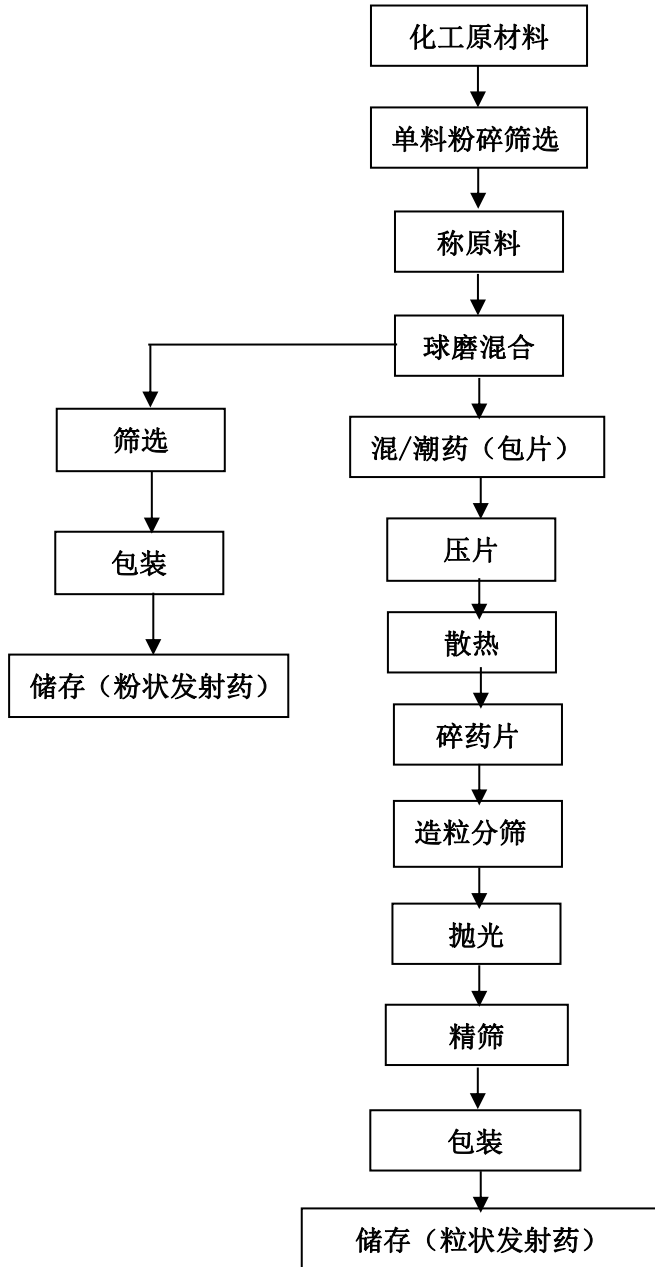 化工原材料
单料粉碎筛选
称原料
球磨混合
筛选
混/潮药（包片）
包装
压片
散热
储存（粉状发射药）
碎药片
造粒分筛
抛光
精筛
包装
储存（粒状发射药）